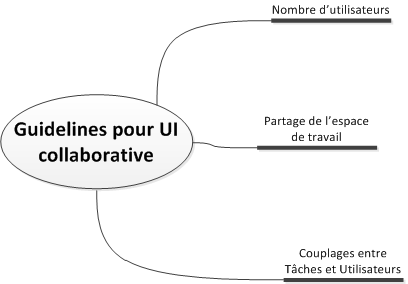 Nombre d'utilisateurs
Guidelines pour UI
collaborative
Partage de l'espace
de travail
Couplages entre
Tâches et Utilisateurs